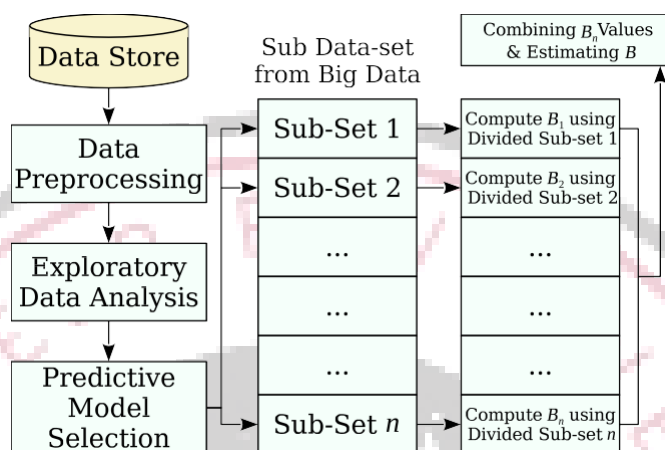 Data Store
Data
Preprocessing
Exploratory
Data Analysis
Predictive
Model
Selection
Sub Data-set
from Big Data
Sub-Set 1
Sub-Set 2
...
...
...
Sub-Set n
Combining Bn Values
& Estimating B
Compute B1 using
Divided Sub-set 1
Compute B2 using
Divided Sub-set 2
...
...
...
Compute Bn using
Divided Sub-set n